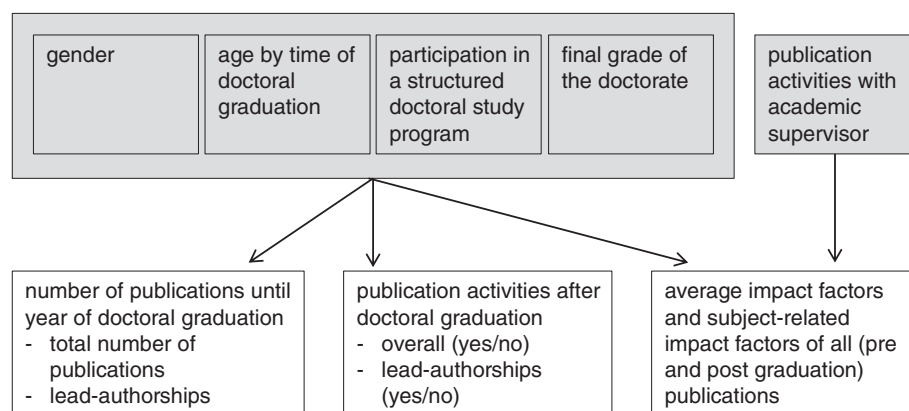 gender
age by time of
doctoral
graduation
participation in
a structured
doctoral study
program
final grade of
the doctorate
publication
activities with
academic
supervisor
number of publications until
year of doctoral graduation
- total number of
publications
- lead-authorships
publication activities after
doctoral graduation
- overall (yes/no)
- lead-authorships
(yes/no)
average impact factors
and subject-related
impact factors of all (pre
and post graduation)
publications